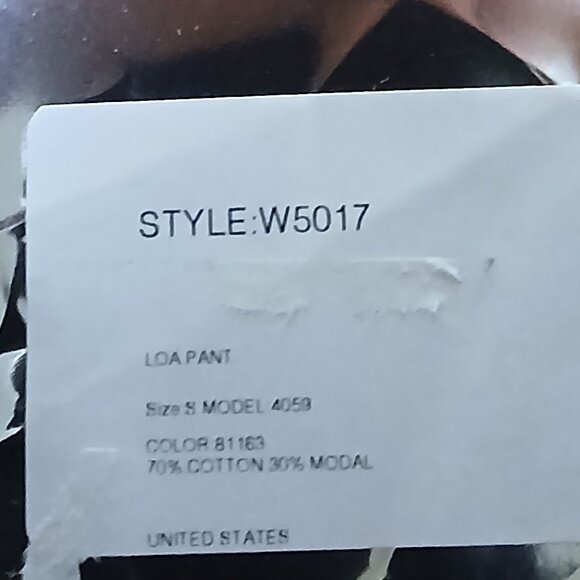 STYLE:W5017
LOA PANT
Size S MODEL 4059
COLOR 81163
70% COTTON 30% MODAL
UNITED STATES